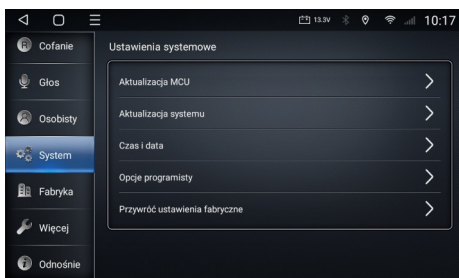 13.3V
10:17
R Cofanie
Ustawienia systemowe
Głos
Aktualizacja MCU
Osobisty
Aktualizacja systemu
System
Czas i data
Fabryka
Opcje programisty
Więcej
Przywróć ustawienia fabryczne
Odnośnie